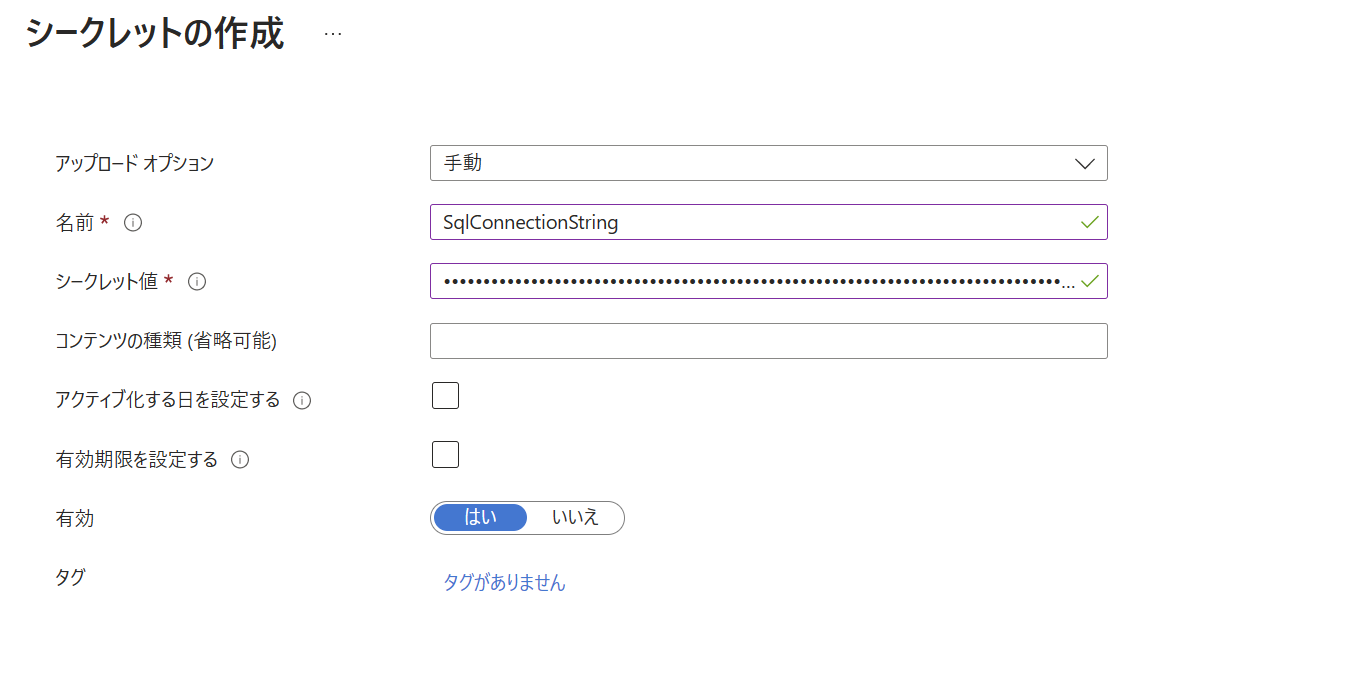 シークレットの作成 …
アップロード オプション 手動
名前 * SqlConnectionString
シークレット値 * ••••••••••••••••••••••••••••••••••••••••••••••••••••••••••••••••••••••••••••••...
コンテンツの種類 (省略可能)
アクティブ化する日を設定する
有効期限を設定する
有効 はい いいえ
タグ タグがありません